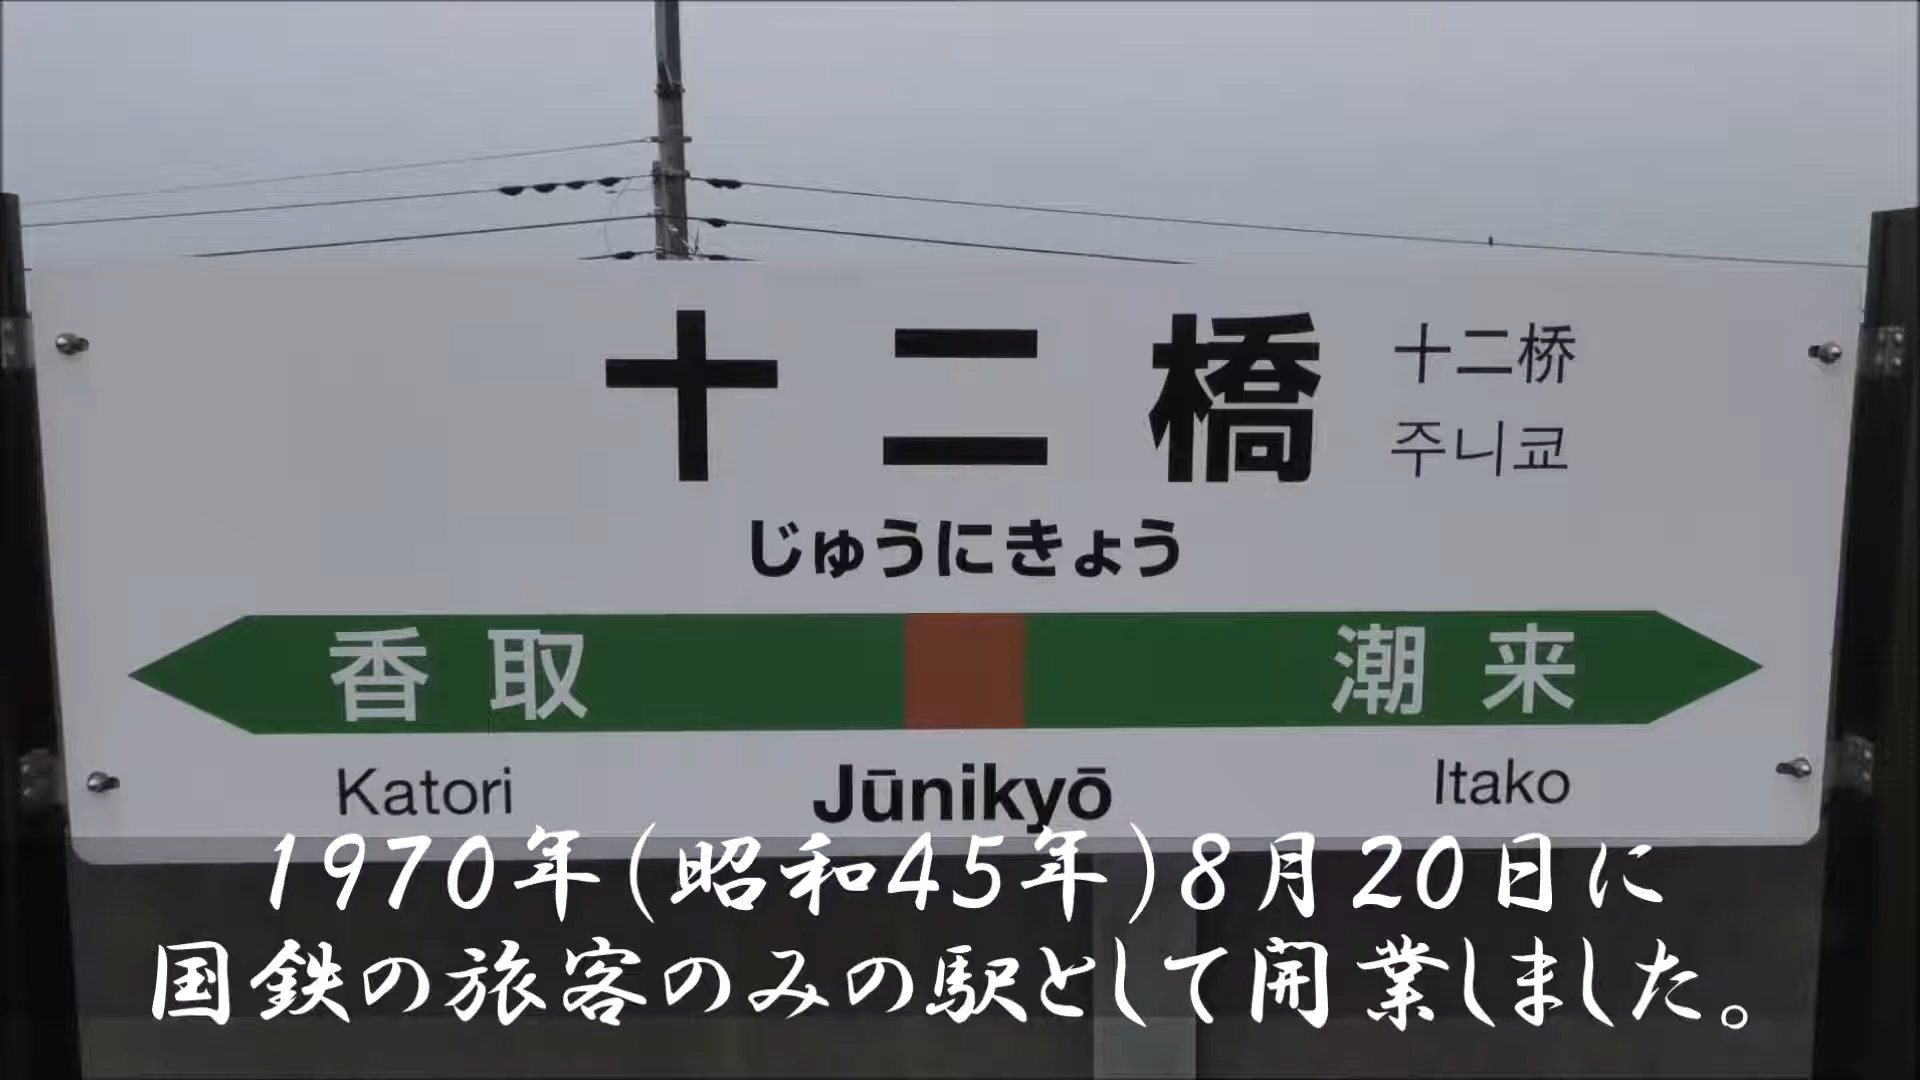 十二橋
十二桥
주니쿄
じゅうにきょう
香取
潮来
Katori
Jūnikyō
Itako
1970年(昭和45年)8月20日に
国鉄の旅客のみの駅として開業しました。